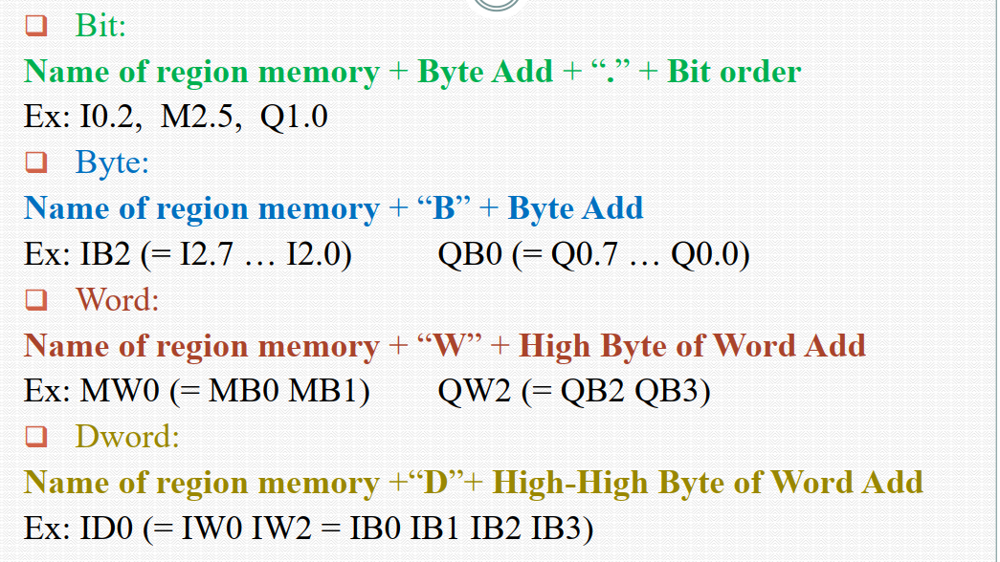 ❑ Bit:
Name of region memory + Byte Add + “.” + Bit order
Ex: I0.2, M2.5, Q1.0
❑ Byte:
Name of region memory + “B” + Byte Add
Ex: IB2 (= I2.7 … I2.0) QB0 (= Q0.7 … Q0.0)
❑ Word:
Name of region memory + “W” + High Byte of Word Add
Ex: MW0 (= MB0 MB1) QW2 (= QB2 QB3)
❑ Dword:
Name of region memory +“D”+ High-High Byte of Word Add
Ex: ID0 (= IW0 IW2 = IB0 IB1 IB2 IB3)